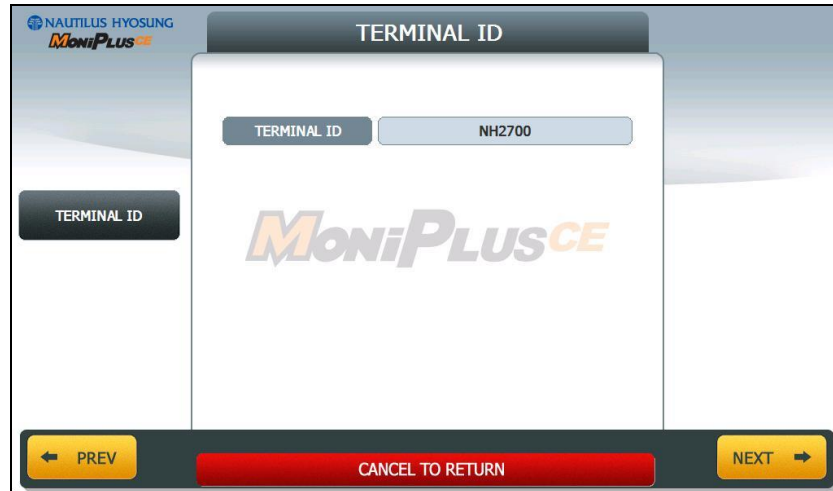 NAUTILUS HYOSUNG
MoniPlusCE
TERMINAL ID
TERMINAL ID
NH2700
TERMINAL ID
MoniPlusCE
PREV
CANCEL TO RETURN
NEXT